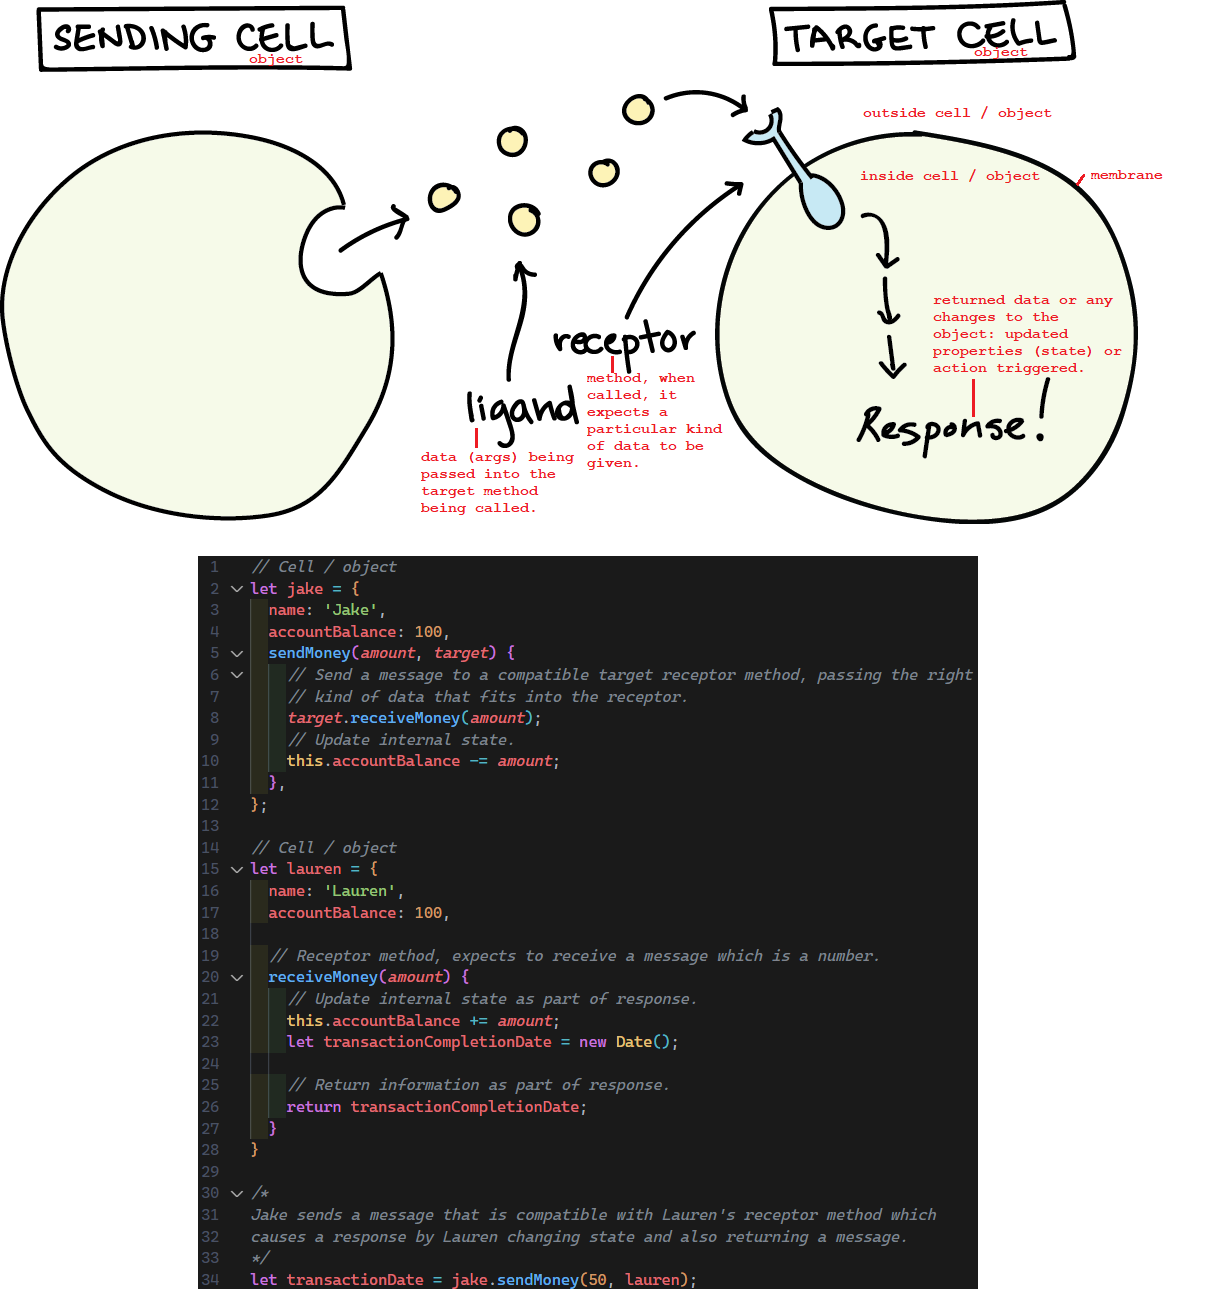 SENDING CELL
object
TARGET CELL
object
outside cell / object
inside cell / object
membrane
returned data or any
changes to the
object: updated
properties (state) or
action triggered.
Response!
receptor
method, when
called, it
expects a
particular kind
of data to be
given.
ligand
data (args) being
passed into the
target method
being called.
1 // Cell / object
2 let jake = {
3 name: 'Jake',
4 accountBalance: 100,
5 sendMoney(amount, target) {
6 // Send a message to a compatible target receptor method, passing the right
7 // kind of data that fits into the receptor.
8 target.receiveMoney(amount);
9 // Update internal state.
10 this.accountBalance -= amount;
11 },
12 };
13
14 // Cell / object
15 let lauren = {
16 name: 'Lauren',
17 accountBalance: 100,
18
19 // Receptor method, expects to receive a message which is a number.
20 receiveMoney(amount) {
21 // Update internal state as part of response.
22 this.accountBalance += amount;
23 let transactionCompletionDate = new Date();
24
25 // Return information as part of response.
26 return transactionCompletionDate;
27 }
28 }
29
30 /*
31 Jake sends a message that is compatible with Lauren's receptor method which
32 causes a response by Lauren changing state and also returning a message.
33 */
34 let transactionDate = jake.sendMoney(50, lauren);